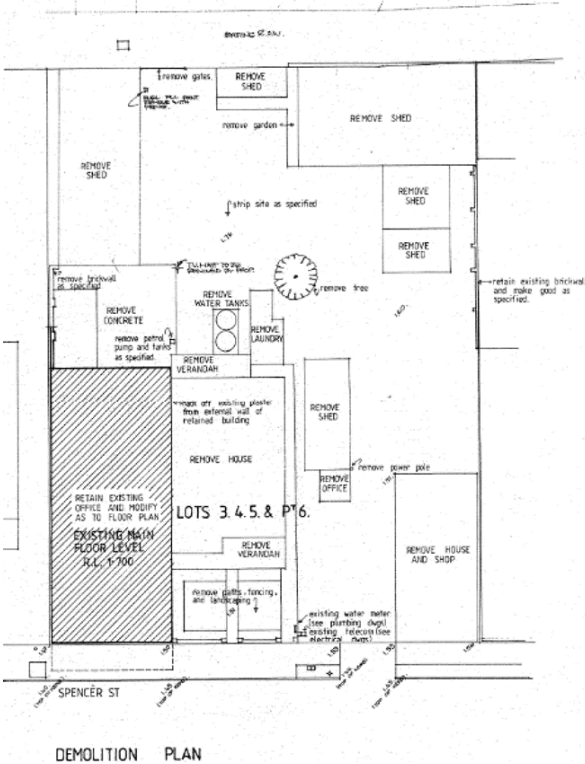 remove gates
REMOVE
SHED
remove garden
REMOVE SHED
REMOVE
SHED
REMOVE
SHED
strip site as specified
REMOVE
SHED
remove brickwall
as specified
REMOVE
CONCRETE
REMOVE
WATER TANKS
remove tree
retain existing brickwall
and make good as
specified.
remove petrol
pump and tanks
as specified.
REMOVE
LAUNDRY
REMOVE
VERANDAH
hack off existing plaster
from external wall of
retained building
REMOVE
SHED
REMOVE HOUSE
remove power pole
REMOVE
OFFICE
RETAIN EXISTING
OFFICE AND MODIFY
AS TO FLOOR PLAN
LOTS 3.4.5.& PT 6.
EXISTING MAIN
FLOOR LEVEL
R.L. 1·700
REMOVE
VERANDAH
REMOVE HOUSE
AND SHOP
remove paths, fencing,
and landscaping
existing water meter
(see plumbing dwgs)
existing telecom (see
electrical dwgs)
SPENCER ST
DEMOLITION PLAN